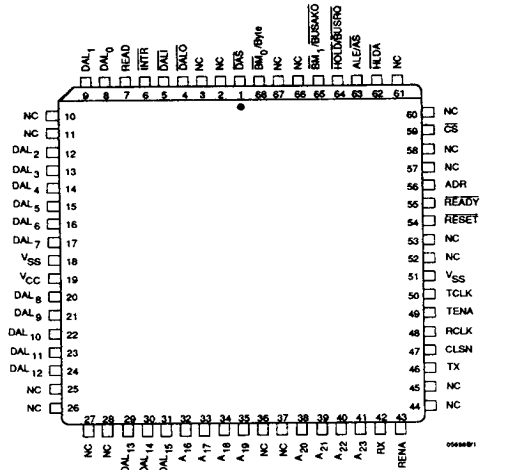 DAL1
DAL0
READ
INTR
DALI
DALO
NC
NC
DAS
BM0/Byte
NC
NC
BM1/BUSAKO
HOLD/BUSRQ
ALE/AS
HLDA
NC
9 8 7 6 5 4 3 2 1 68 67 66 65 64 63 62 61
NC 10
NC 11
DAL2 12
DAL3 13
DAL4 14
DAL5 15
DAL6 16
DAL7 17
VSS 18
VCC 19
DAL8 20
DAL9 21
DAL10 22
DAL11 23
DAL12 24
NC 25
NC 26
60 NC
59 CS
58 NC
57 NC
56 ADR
55 READY
54 RESET
53 NC
52 NC
51 VSS
50 TCLK
49 TENA
48 RCLK
47 CLSN
46 TX
45 NC
44 NC
27 28 29 30 31 32 33 34 35 36 37 38 39 40 41 42 43
NC
NC
DAL13
DAL14
DAL15
A16
A17
A18
A19
NC
NC
A20
A21
A22
A23
RX
RENA